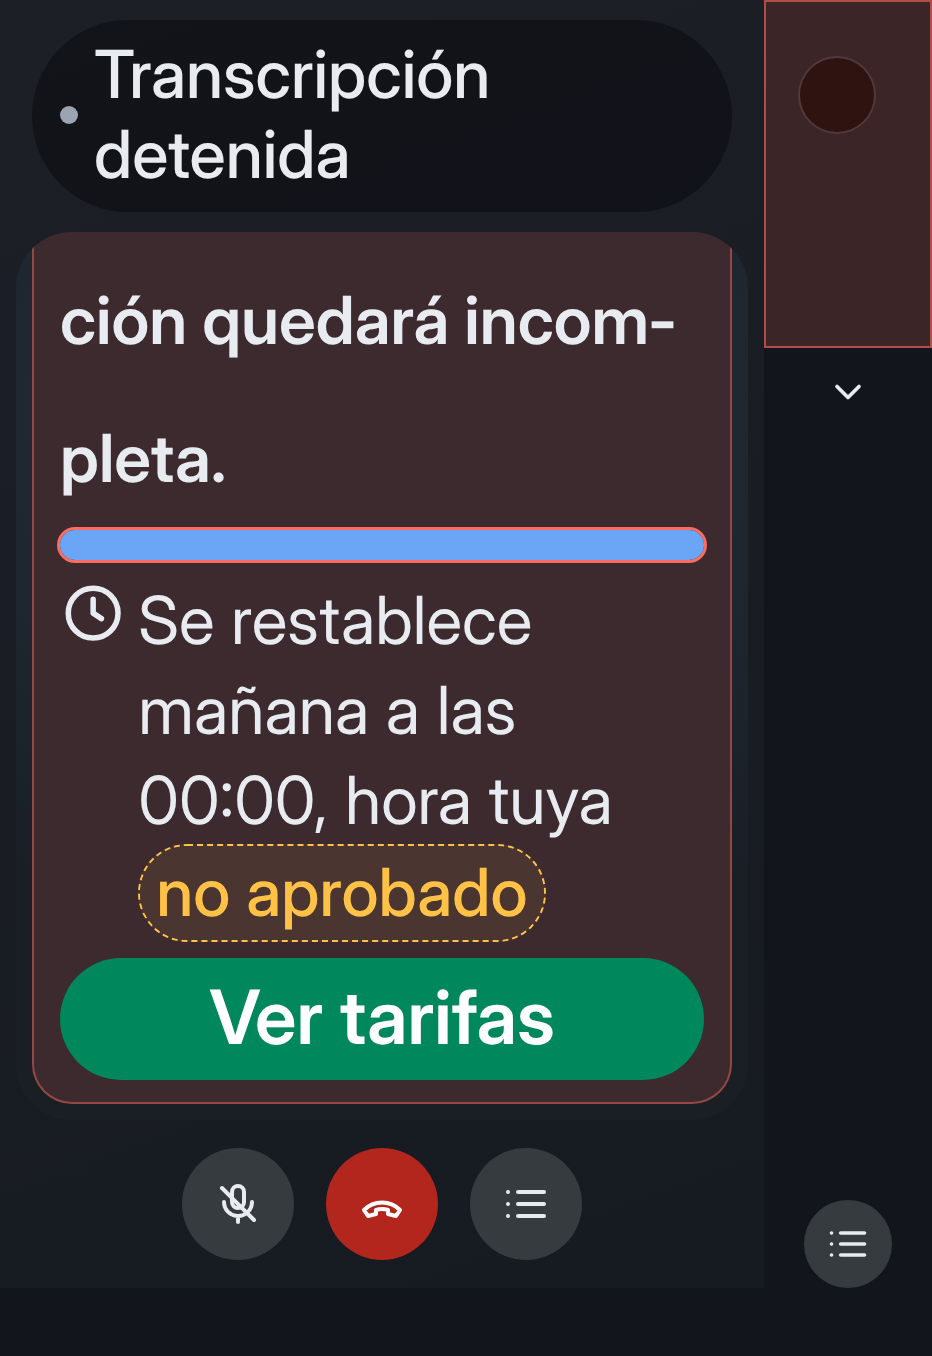 Transcripción
detenida
ción quedará incom-
pleta.
Se restablece
mañana a las
00:00, hora tuya
no aprobado
Ver tarifas